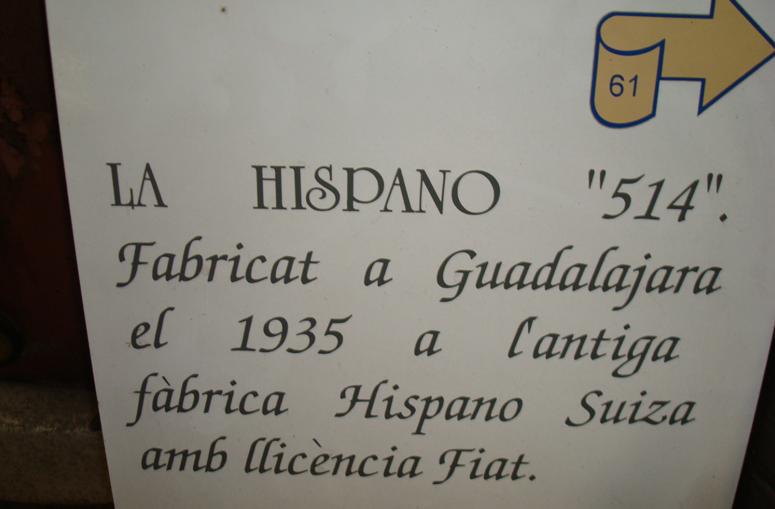 61
LA HISPANO "514".
Fabricat a Guadalajara
el 1935 a l'antiga
fàbrica Hispano Suiza
amb llicència Fiat.